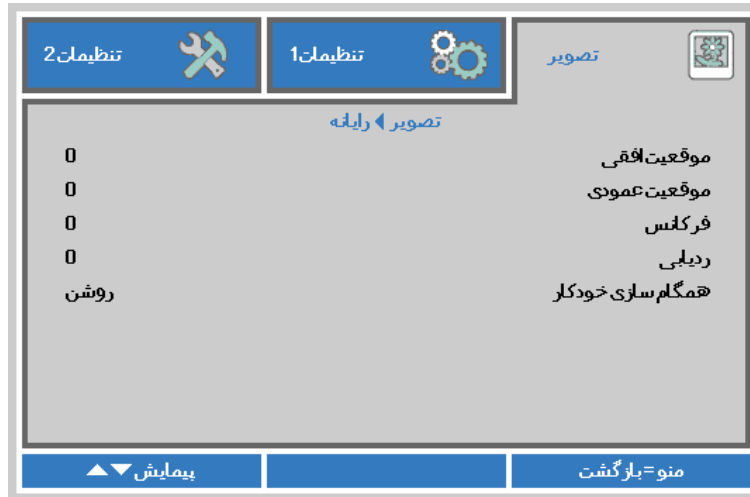 تصویر
تنظیمات1
تنظیمات2
تصویر ◀ رایانه
موقعیت افقی 0
موقعیت عمودی 0
فرکانس 0
ردیابی 0
همگام سازی خودکار روشن
منو=بازگشت
پیمایش▼▲